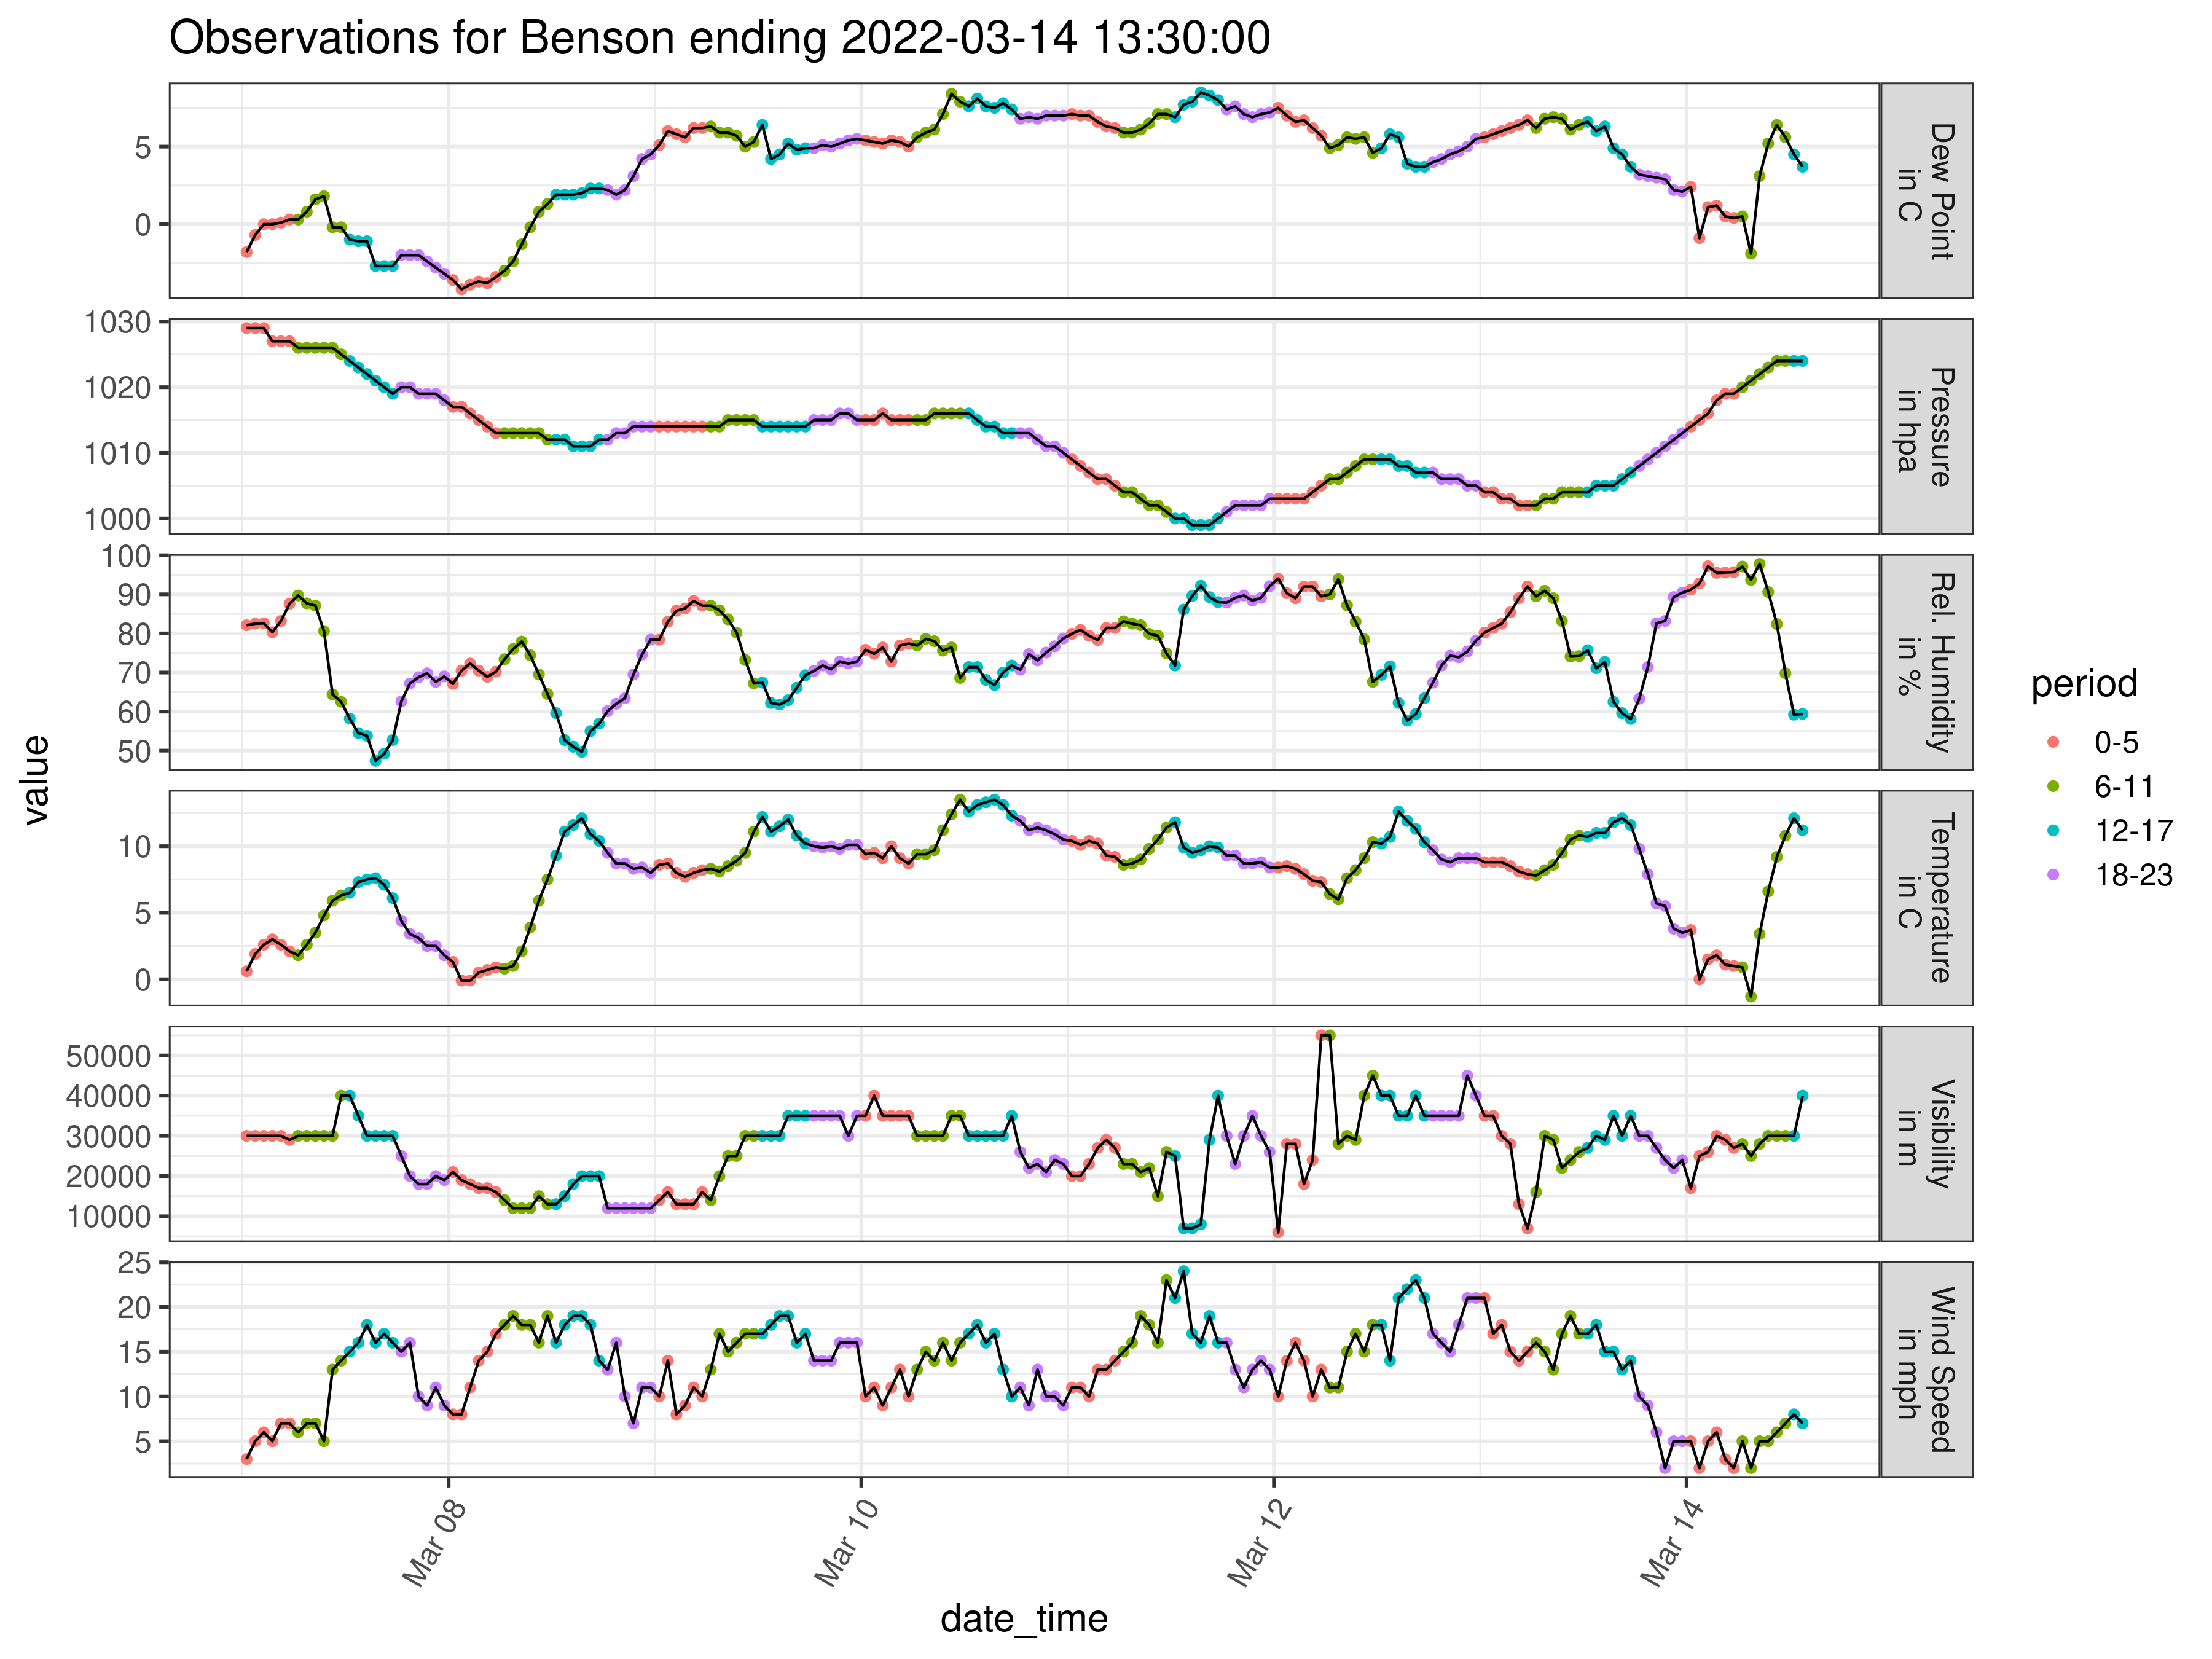 Observations for Benson ending 2022-03-14 13:30:00
value
5
0
Dew Point
in C
1030
1020
1010
1000
Pressure
in hpa
100
90
80
70
60
50
Rel. Humidity
in %
10
5
0
Temperature
in C
50000
40000
30000
20000
10000
Visibility
in m
25
20
15
10
5
Wind Speed
in mph
Mar 08
Mar 10
Mar 12
Mar 14
date_time
period
0-5
6-11
12-17
18-23